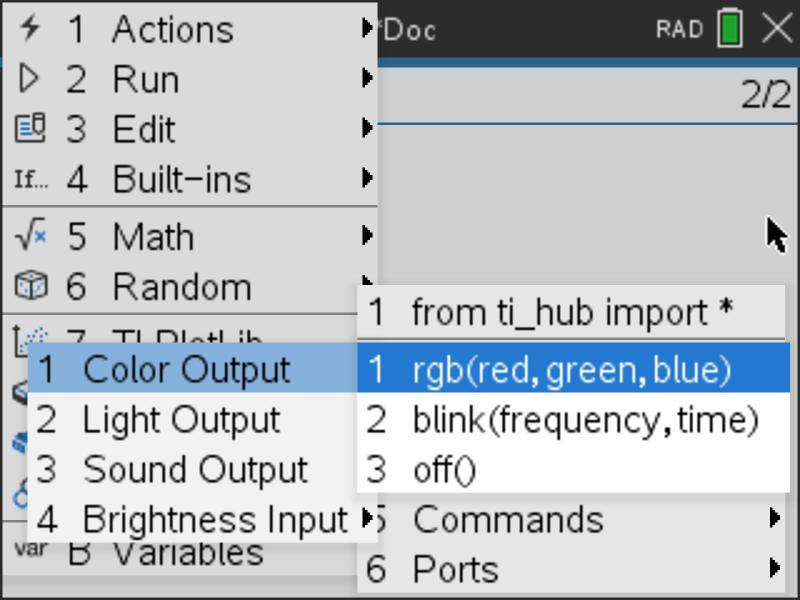 1 Actions
*Doc RAD
2 Run
2/2
3 Edit
If... 4 Built-ins
√x 5 Math
6 Random
1 from ti_hub import *
7 TI PlotLib
1 Color Output
1 rgb(red,green,blue)
2 Light Output
2 blink(frequency,time)
3 Sound Output
3 off()
4 Brightness Input
5 Commands
var B Variables
6 Ports